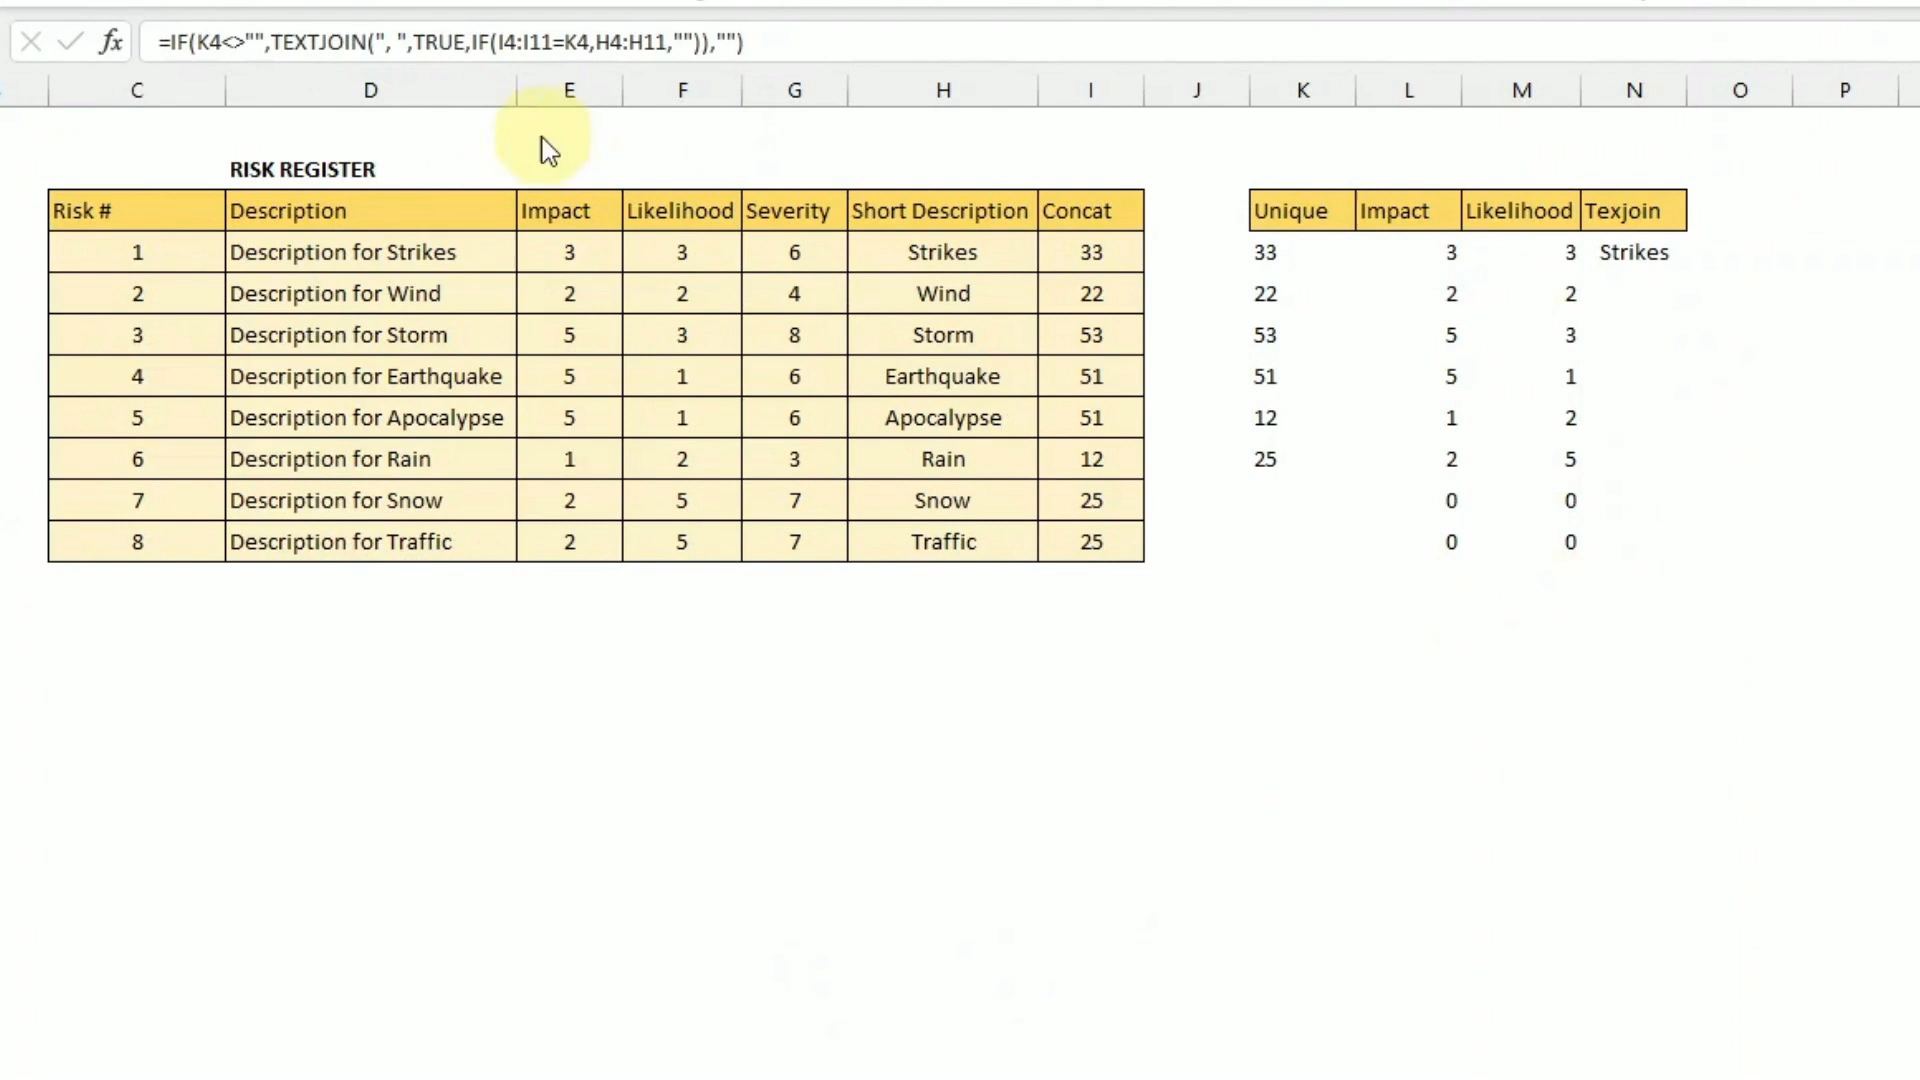 fx =IF(K4<>"",TEXTJOIN(", ",TRUE,IF(I4:I11=K4,H4:H11,"")),"")
C D E F G H I J K L M N O P
RISK REGISTER
Risk # Description Impact Likelihood Severity Short Description Concat Unique Impact Likelihood Texjoin
1 Description for Strikes 3 3 6 Strikes 33 33 3 3 Strikes
2 Description for Wind 2 2 4 Wind 22 22 2 2
3 Description for Storm 5 3 8 Storm 53 53 5 3
4 Description for Earthquake 5 1 6 Earthquake 51 51 5 1
5 Description for Apocalypse 5 1 6 Apocalypse 51 12 1 2
6 Description for Rain 1 2 3 Rain 12 25 2 5
7 Description for Snow 2 5 7 Snow 25 0 0
8 Description for Traffic 2 5 7 Traffic 25 0 0